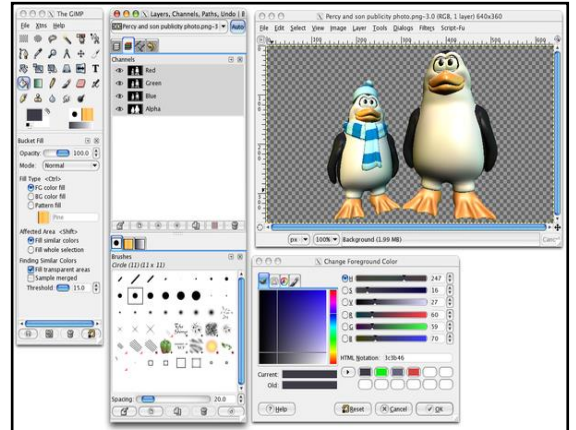 The GIMP
File Xtns Help
Bucket Fill
Opacity: 100.0
Mode: Normal
Fill Type <Ctrl>
FG color fill
BG color fill
Pattern fill
Pine
Affected Area <Shift>
Fill similar colors
Fill whole selection
Finding Similar Colors
Fill transparent areas
Sample merged
Threshold: 15.0
Layers, Channels, Paths, Undo | B
Percy and son publicity photo.png-3
Auto
Channels
Red
Green
Blue
Alpha
Brushes
Circle (11) (11 x 11)
Spacing: 20.0
Percy and son publicity photo.png-3.0 (RGB, 1 layer) 640x360
File Edit Select View Image Layer Tools Dialogs Filters Script-Fu
px 100% Background (1.99 MB)
Change Foreground Color
H 247
S 16
V 27
R 60
G 59
B 70
HTML Notation: 3c3b46
Current:
Old:
Help Reset Cancel OK